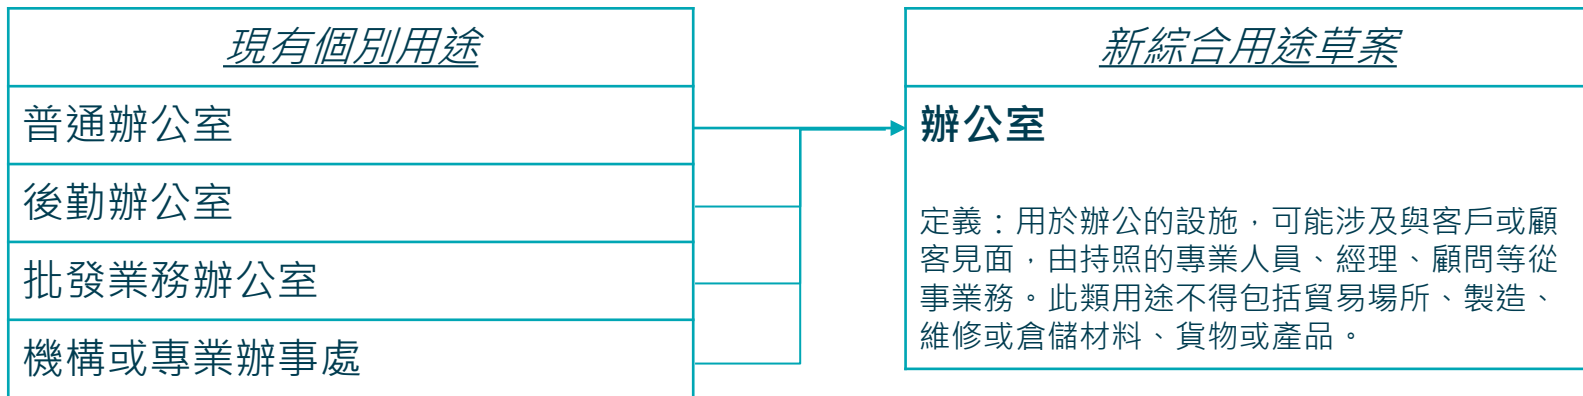 現有個別用途
普通辦公室
後勤辦公室
批發業務辦公室
機構或專業辦事處
新綜合用途草案
辦公室
定義：用於辦公的設施，可能涉及與客戶或顧
客見面，由持照的專業人員、經理、顧問等從
事業務。此類用途不得包括貿易場所、製造、
維修或倉儲材料、貨物或產品。